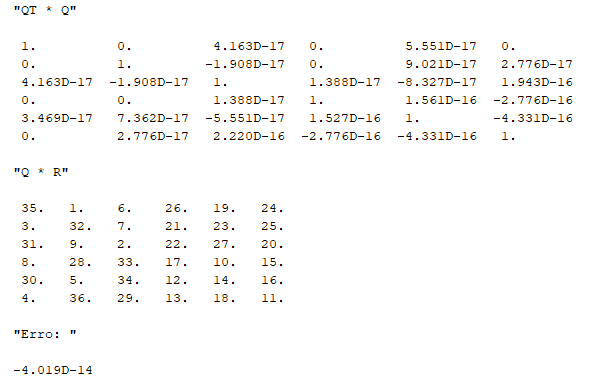 "QT * Q"
1. 0. 4.163D-17 0. 5.551D-17 0.
0. 1. -1.908D-17 0. 9.021D-17 2.776D-17
4.163D-17 -1.908D-17 1. 1.388D-17 -8.327D-17 1.943D-16
0. 0. 1.388D-17 1. 1.561D-16 -2.776D-16
3.469D-17 7.362D-17 -5.551D-17 1.527D-16 1. -4.331D-16
0. 2.776D-17 2.220D-16 -2.776D-16 -4.331D-16 1.
"Q * R"
35. 1. 6. 26. 19. 24.
3. 32. 7. 21. 23. 25.
31. 9. 2. 22. 27. 20.
8. 28. 33. 17. 10. 15.
30. 5. 34. 12. 14. 16.
4. 36. 29. 13. 18. 11.
"Erro: "
-4.019D-14